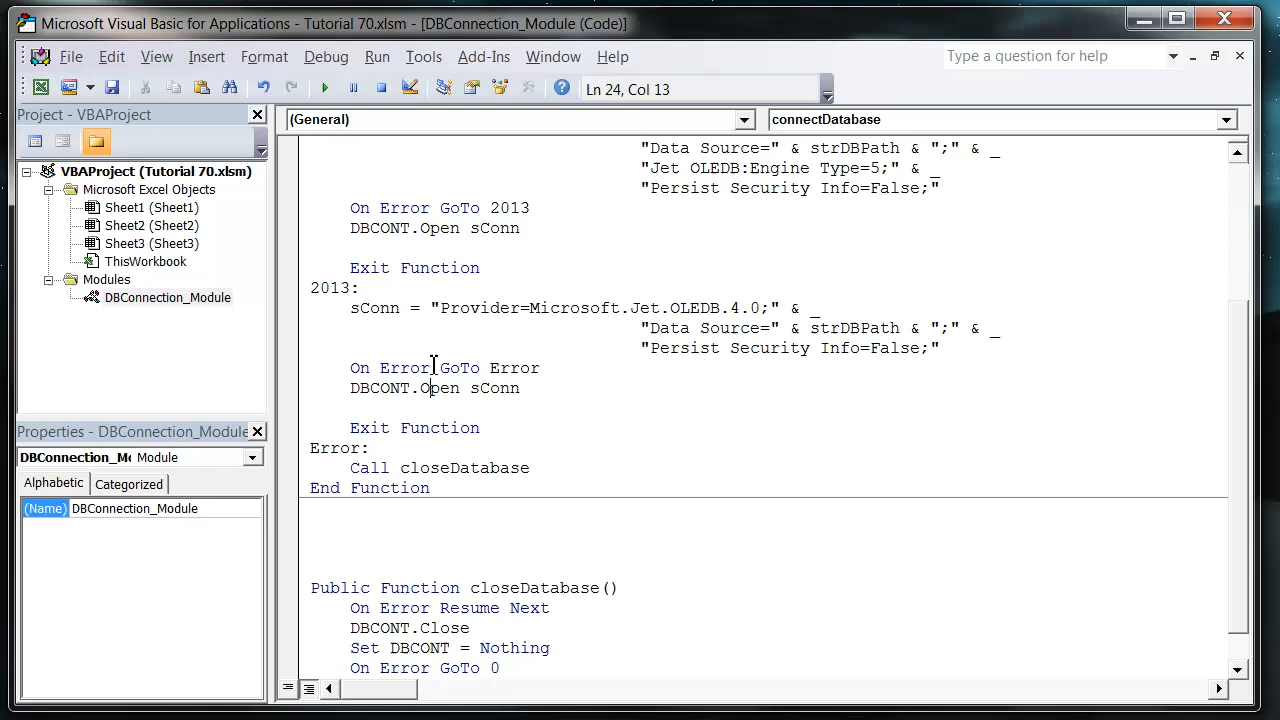 Microsoft Visual Basic for Applications - Tutorial 70.xlsm - [DBConnection_Module (Code)]
File Edit View Insert Format Debug Run Tools Add-Ins Window Help Type a question for help
Ln 24, Col 13
Project - VBAProject
(General) connectDatabase
VBAProject (Tutorial 70.xlsm)
Microsoft Excel Objects
Sheet1 (Sheet1)
Sheet2 (Sheet2)
Sheet3 (Sheet3)
ThisWorkbook
Modules
DBConnection_Module
Properties - DBConnection_Module
DBConnection_M Module
Alphabetic Categorized
(Name) DBConnection_Module
"Data Source=" & strDBPath & ";" & _
"Jet OLEDB:Engine Type=5;" & _
"Persist Security Info=False;"
On Error GoTo 2013
DBCONT.Open sConn
Exit Function
2013:
sConn = "Provider=Microsoft.Jet.OLEDB.4.0;" & _
"Data Source=" & strDBPath & ";" & _
"Persist Security Info=False;"
On Error GoTo Error
DBCONT.Open sConn
Exit Function
Error:
Call closeDatabase
End Function
Public Function closeDatabase()
On Error Resume Next
DBCONT.Close
Set DBCONT = Nothing
On Error GoTo 0